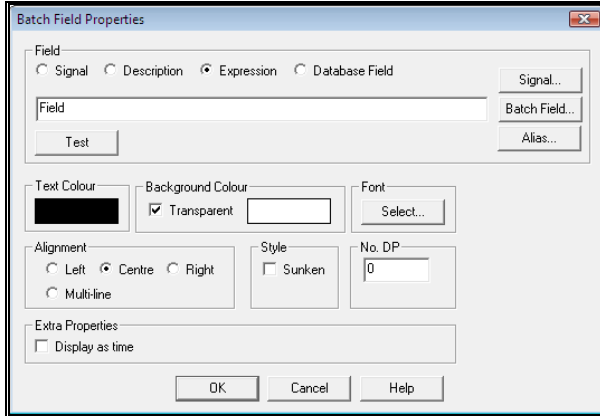 Batch Field Properties
Field
Signal Description Expression Database Field
Signal...
Field
Batch Field...
Test
Alias...
Text Colour
Background Colour
Font
Transparent
Select...
Alignment
Style
No. DP
Left Centre Right
Sunken
0
Multi-line
Extra Properties
Display as time
OK Cancel Help